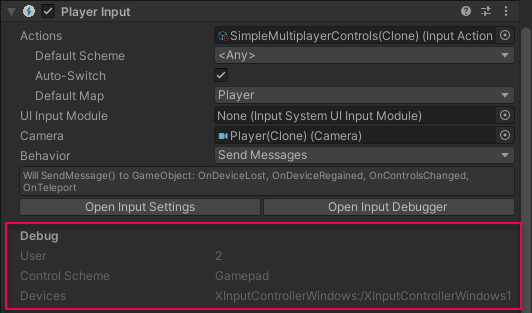 Player Input
Actions SimpleMultiplayerControls(Clone) (Input Action
Default Scheme <Any>
Auto-Switch
Default Map Player
UI Input Module None (Input System UI Input Module)
Camera Player(Clone) (Camera)
Behavior Send Messages
Will SendMessage() to GameObject: OnDeviceLost, OnDeviceRegained, OnControlsChanged,
OnTeleport
Open Input Settings Open Input Debugger
Debug
User 2
Control Scheme Gamepad
Devices XInputControllerWindows:/XInputControllerWindows1